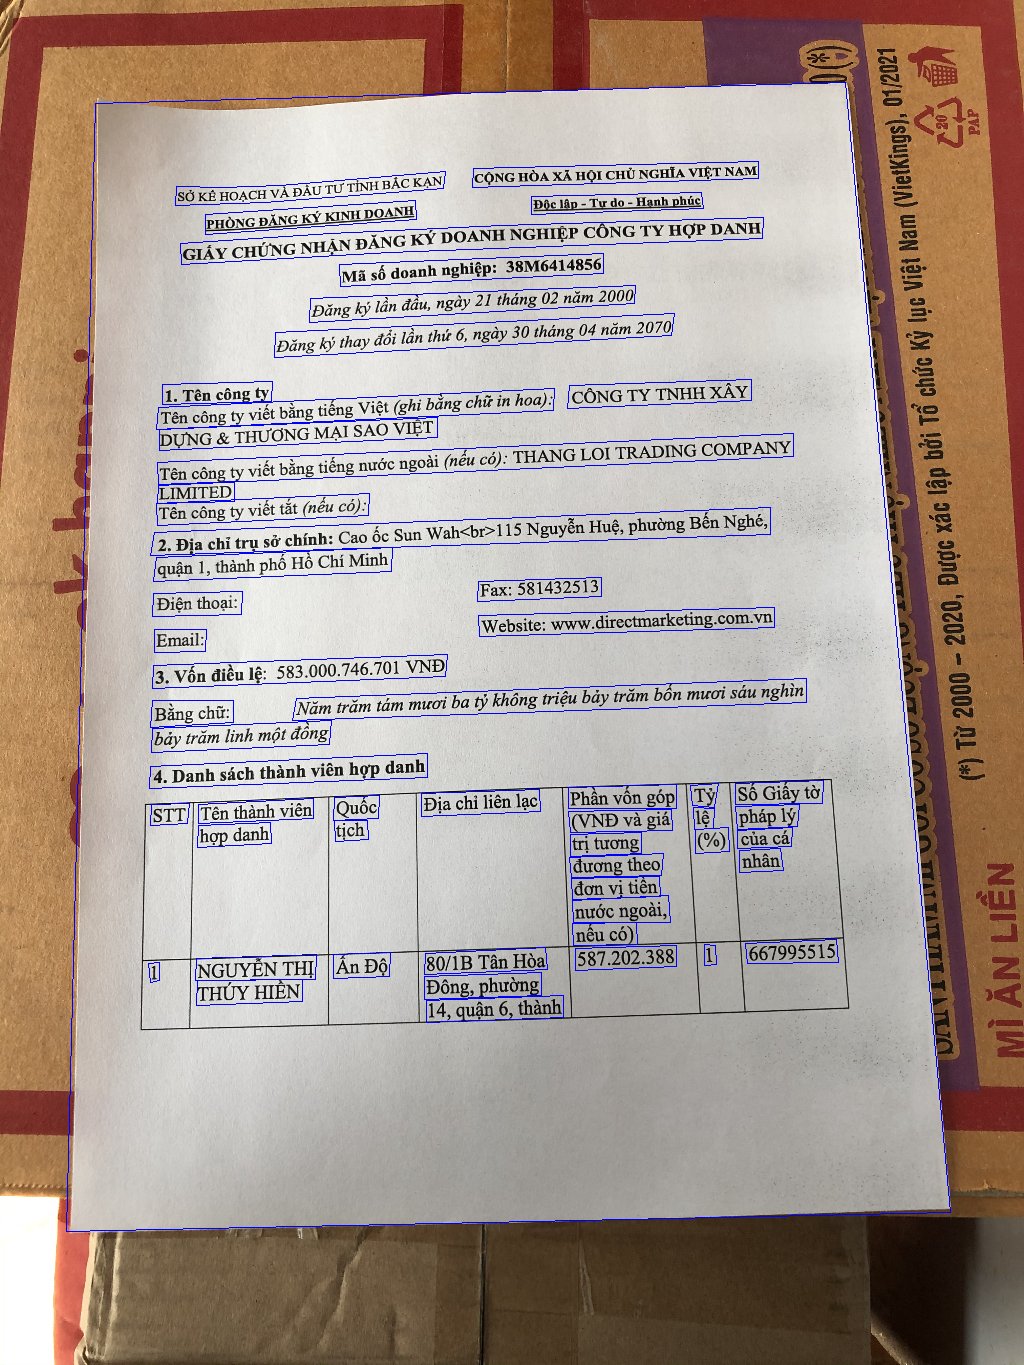 SỞ KẾ HOẠCH VÀ ĐẦU TƯ TỈNH BẮC KẠN
CỘNG HÒA XÃ HỘI CHỦ NGHĨA VIỆT NAM
PHÒNG ĐĂNG KÝ KINH DOANH
Độc lập - Tự do - Hạnh phúc
GIẤY CHỨNG NHẬN ĐĂNG KÝ DOANH NGHIỆP CÔNG TY HỢP DANH
Mã số doanh nghiệp: 38M6414856
Đăng ký lần đầu, ngày 21 tháng 02 năm 2000
Đăng ký thay đổi lần thứ 6, ngày 30 tháng 04 năm 2070
1. Tên công ty
Tên công ty viết bằng tiếng Việt (ghi bằng chữ in hoa): CÔNG TY TNHH XÂY
DỰNG & THƯƠNG MẠI SAO VIỆT
Tên công ty viết bằng tiếng nước ngoài (nếu có): THANG LOI TRADING COMPANY
LIMITED
Tên công ty viết tắt (nếu có):
2. Địa chỉ trụ sở chính: Cao ốc Sun Wah<br>115 Nguyễn Huệ, phường Bến Nghé,
quận 1, thành phố Hồ Chí Minh
Điện thoại:
Fax: 581432513
Email:
Website: www.directmarketing.com.vn
3. Vốn điều lệ: 583.000.746.701 VNĐ
Bằng chữ: Năm trăm tám mươi ba tỷ không triệu bảy trăm bốn mươi sáu nghìn
bảy trăm linh một đồng
4. Danh sách thành viên hợp danh
STT
Tên thành viên
hợp danh
Quốc
tịch
Địa chỉ liên lạc
Phần vốn góp
(VNĐ và giá
trị tương
đương theo
đơn vị tiền
nước ngoài,
nếu có)
Tỷ
lệ
(%)
Số Giấy tờ
pháp lý
của cá
nhân
1
NGUYỄN THỊ
THÚY HIỀN
Ấn Độ
80/1B Tân Hòa
Đông, phường
14, quận 6, thành
587.202.388
1
667995515
(*) Từ 2000 - 2020, Được xác lập bởi Tổ chức Kỷ lục Việt Nam (VietKings), 01/2021
20
PAP
MÌ ĂN LIỀN